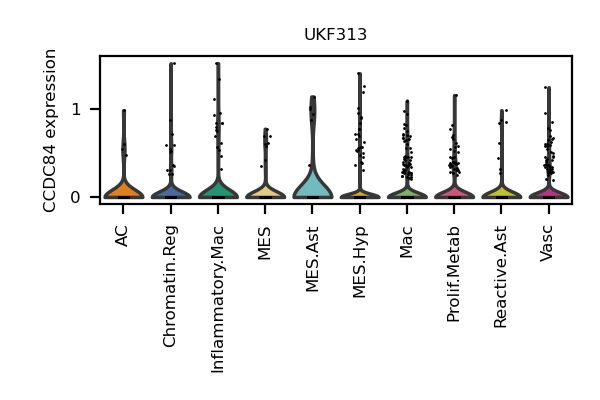 UKF313
CCDC84 expression
1
0
AC
Chromatin.Reg
Inflammatory.Mac
MES
MES.Ast
MES.Hyp
Mac
Prolif.Metab
Reactive.Ast
Vasc